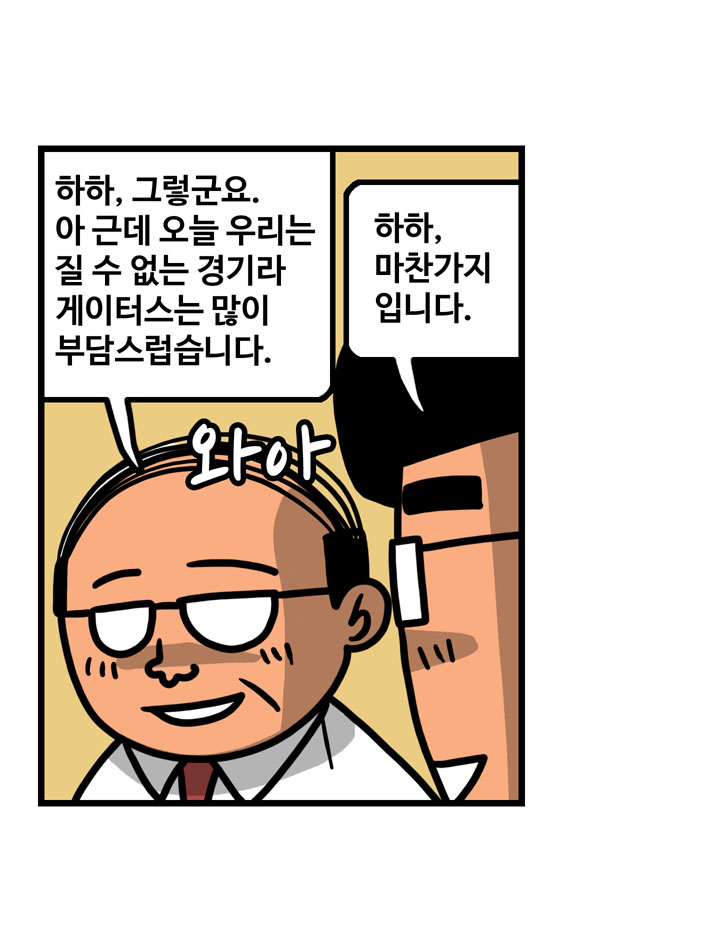 하하, 그렇군요.
아 근데 오늘 우리는
질 수 없는 경기라
게이터스는 많이
부담스럽습니다.
하하,
마찬가지
입니다.
와아